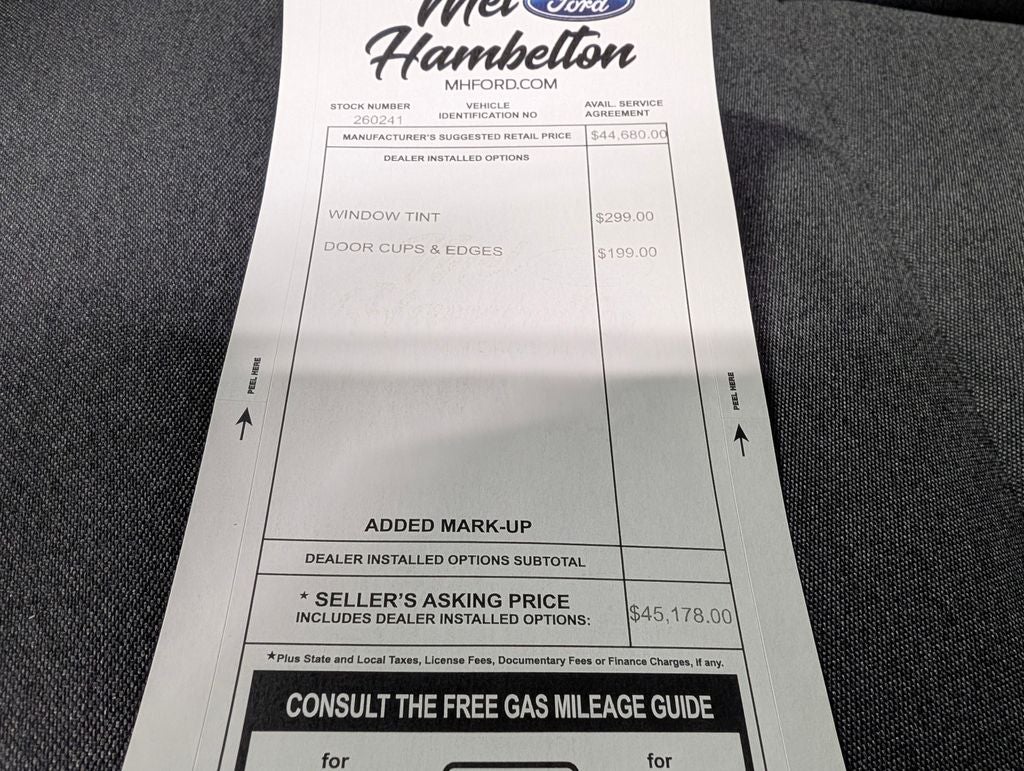 Mel Ford
Hambelton
MHFORD.COM
STOCK NUMBER VEHICLE IDENTIFICATION NO AVAIL. SERVICE AGREEMENT
260241
MANUFACTURER'S SUGGESTED RETAIL PRICE $44,680.00
DEALER INSTALLED OPTIONS
WINDOW TINT $299.00
DOOR CUPS & EDGES $199.00
PEEL HERE
PEEL HERE
ADDED MARK-UP
DEALER INSTALLED OPTIONS SUBTOTAL
* SELLER'S ASKING PRICE
INCLUDES DEALER INSTALLED OPTIONS: $45,178.00
*Plus State and Local Taxes, License Fees, Documentary Fees or Finance Charges, if any.
CONSULT THE FREE GAS MILEAGE GUIDE
for for